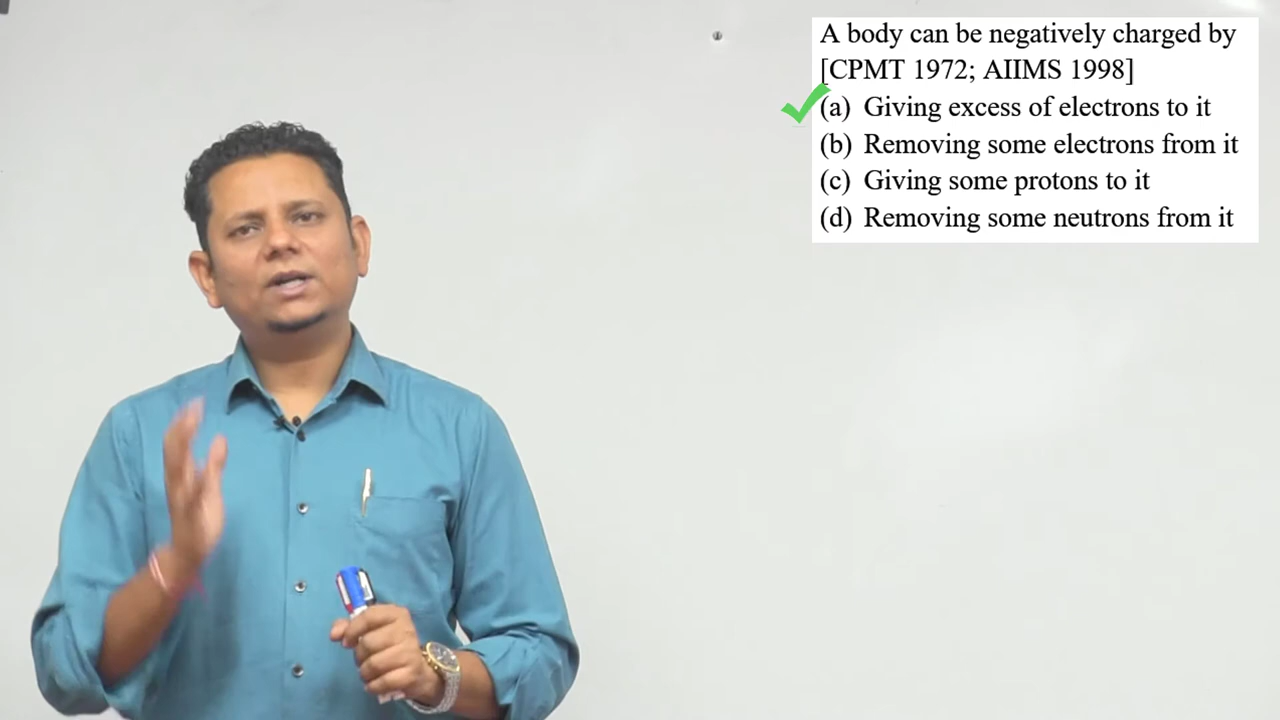 A body can be negatively charged by
[CPMT 1972; AIIMS 1998]
(a) Giving excess of electrons to it
(b) Removing some electrons from it
(c) Giving some protons to it
(d) Removing some neutrons from it